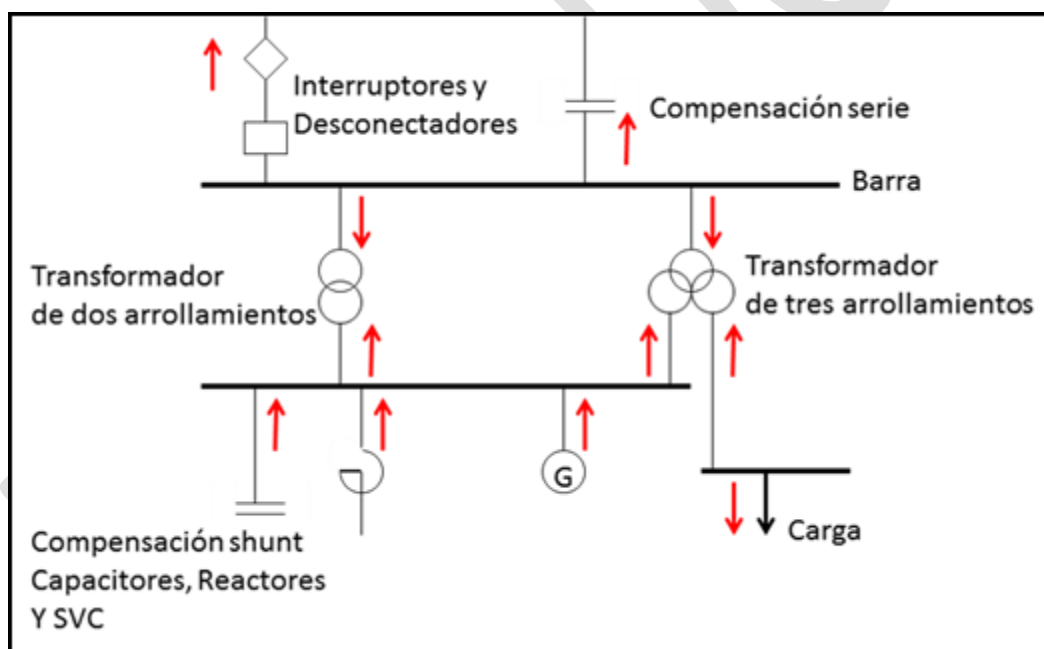 Interruptores y
Desconectadores
Compensación serie
Barra
Transformador
de dos arrollamientos
Transformador
de tres arrollamientos
G
Carga
Compensación shunt
Capacitores, Reactores
Y SVC